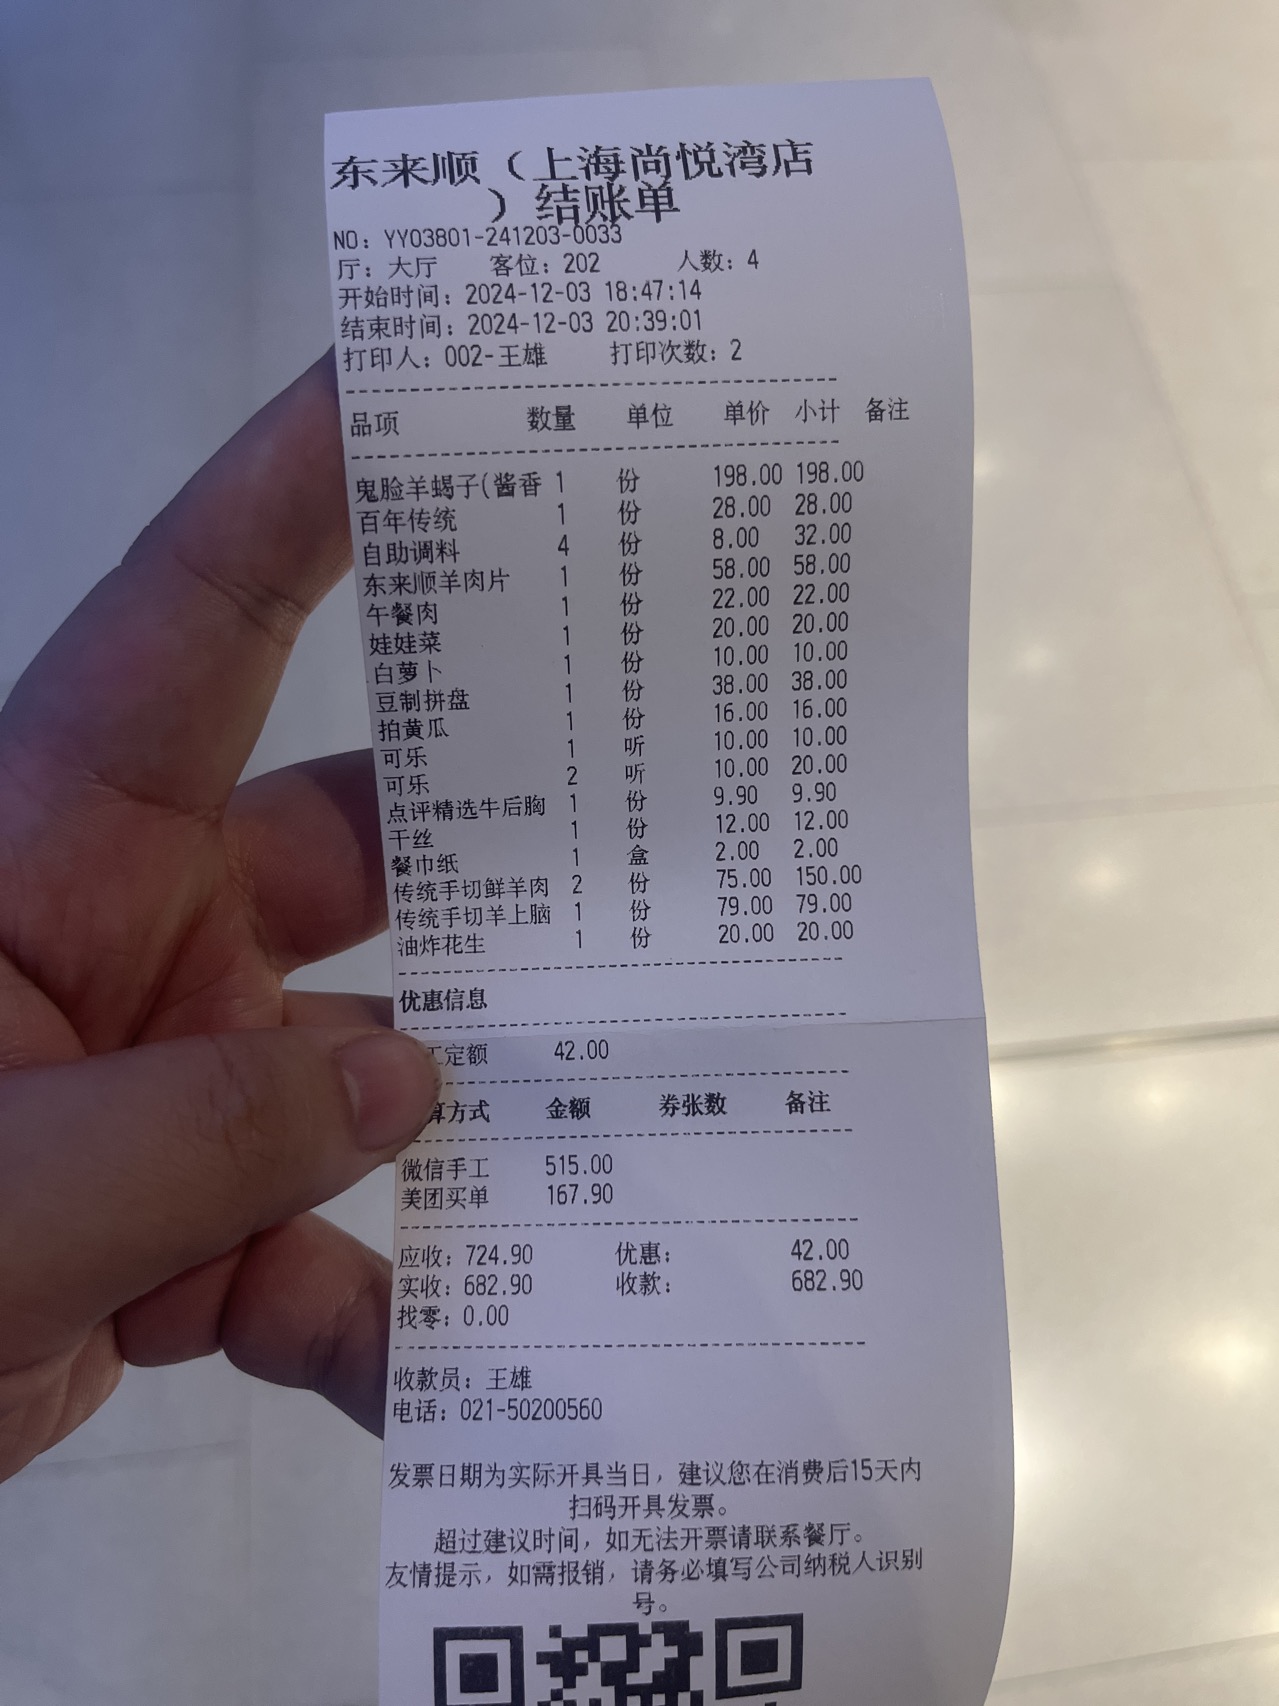 东来顺（上海尚悦湾店
）结账单
NO: YY03801-241203-0033
厅: 大厅 客位: 202 人数: 4
开始时间: 2024-12-03 18:47:14
结束时间: 2024-12-03 20:39:01
打印人: 002-王雄 打印次数: 2
品项 数量 单位 单价 小计 备注
鬼脸羊蝎子(酱香 1 份 198.00 198.00
百年传统 1 份 28.00 28.00
自助调料 4 份 8.00 32.00
东来顺羊肉片 1 份 58.00 58.00
午餐肉 1 份 22.00 22.00
娃娃菜 1 份 20.00 20.00
白萝卜 1 份 10.00 10.00
豆制拼盘 1 份 38.00 38.00
拍黄瓜 1 份 16.00 16.00
可乐 1 听 10.00 10.00
可乐 2 听 10.00 20.00
点评精选牛后胸 1 份 9.90 9.90
干丝 1 份 12.00 12.00
餐巾纸 1 盒 2.00 2.00
传统手切鲜羊肉 2 份 75.00 150.00
传统手切羊上脑 1 份 79.00 79.00
油炸花生 1 份 20.00 20.00
优惠信息
工定额 42.00
算方式 金额 券张数 备注
微信手工 515.00
美团买单 167.90
应收: 724.90 优惠: 42.00
实收: 682.90 收款: 682.90
找零: 0.00
收款员: 王雄
电话: 021-50200560
发票日期为实际开具当日，建议您在消费后15天内
扫码开具发票。
超过建议时间，如无法开票请联系餐厅。
友情提示，如需报销，请务必填写公司纳税人识别
号。